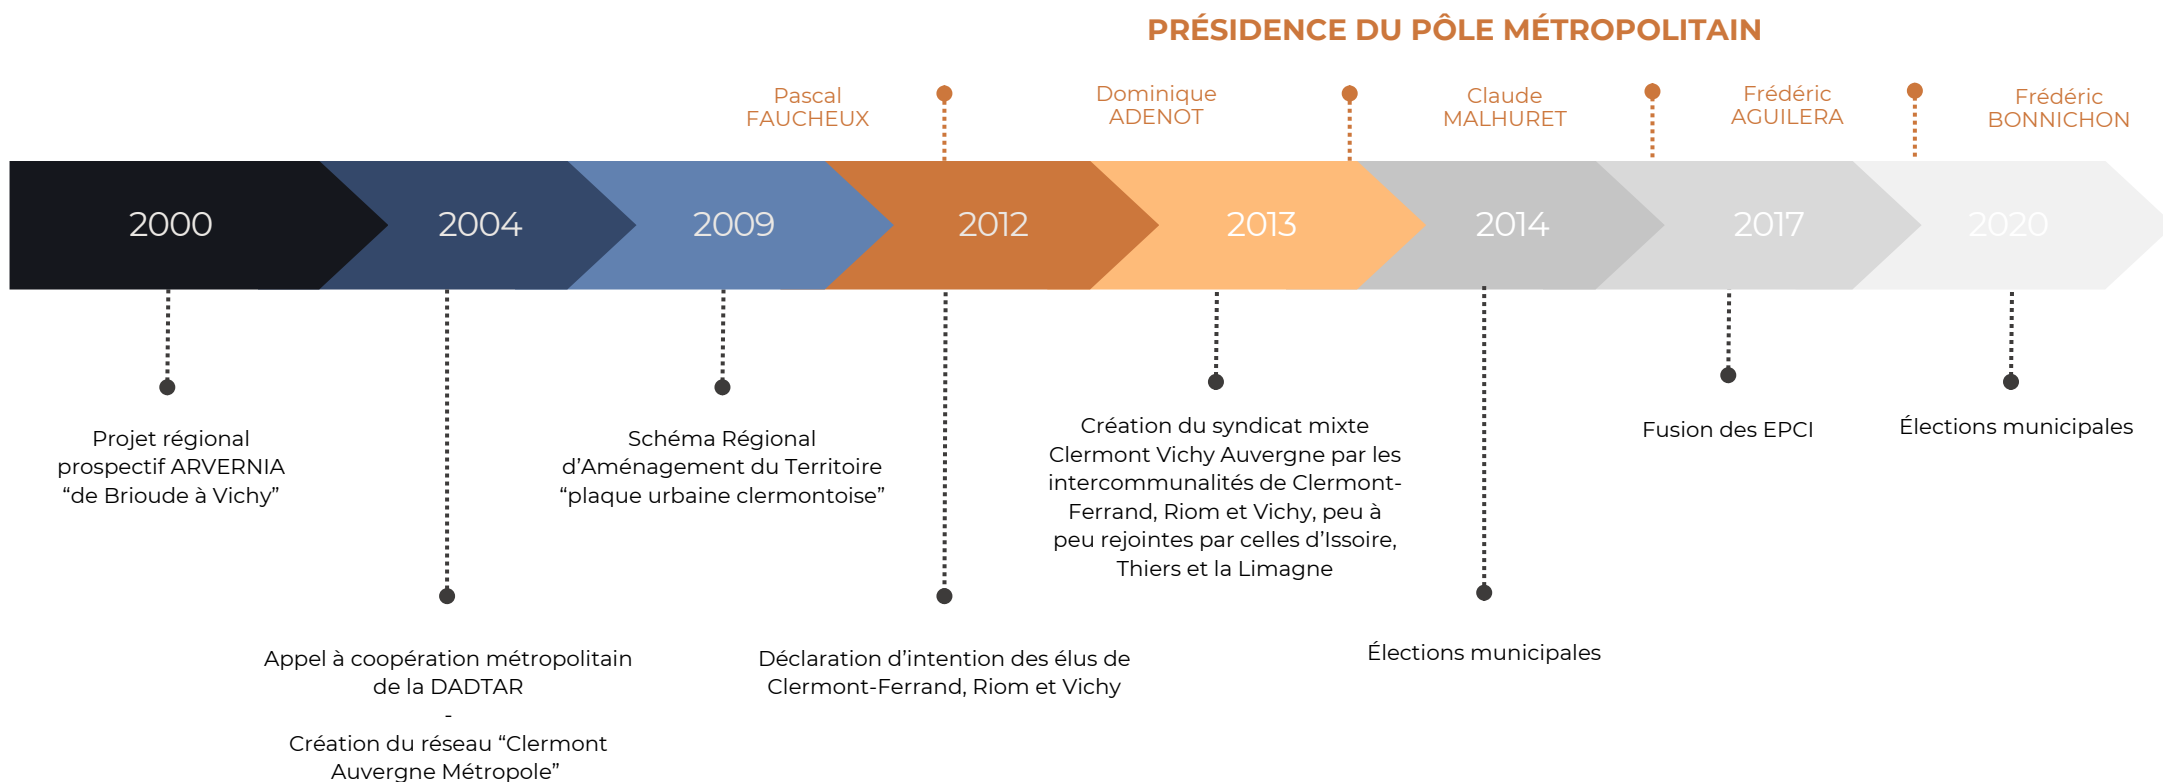 PRÉSIDENCE DU PÔLE MÉTROPOLITAIN
Pascal
FAUCHEUX
Dominique
ADENOT
Claude
MALHURET
Frédéric
AGUILERA
Frédéric
BONNICHON
2000
2004
2009
2012
2013
2014
2017
2020
Projet régional
prospectif ARVERNIA
“de Brioude à Vichy”
Appel à coopération métropolitain
de la DADTAR
-
Création du réseau “Clermont
Auvergne Métropole”
Schéma Régional
d’Aménagement du Territoire
“plaque urbaine clermontoise”
Déclaration d’intention des élus de
Clermont-Ferrand, Riom et Vichy
Création du syndicat mixte
Clermont Vichy Auvergne par les
intercommunalités de Clermont-
Ferrand, Riom et Vichy, peu à
peu rejointes par celles d’Issoire,
Thiers et la Limagne
Élections municipales
Fusion des EPCI
Élections municipales